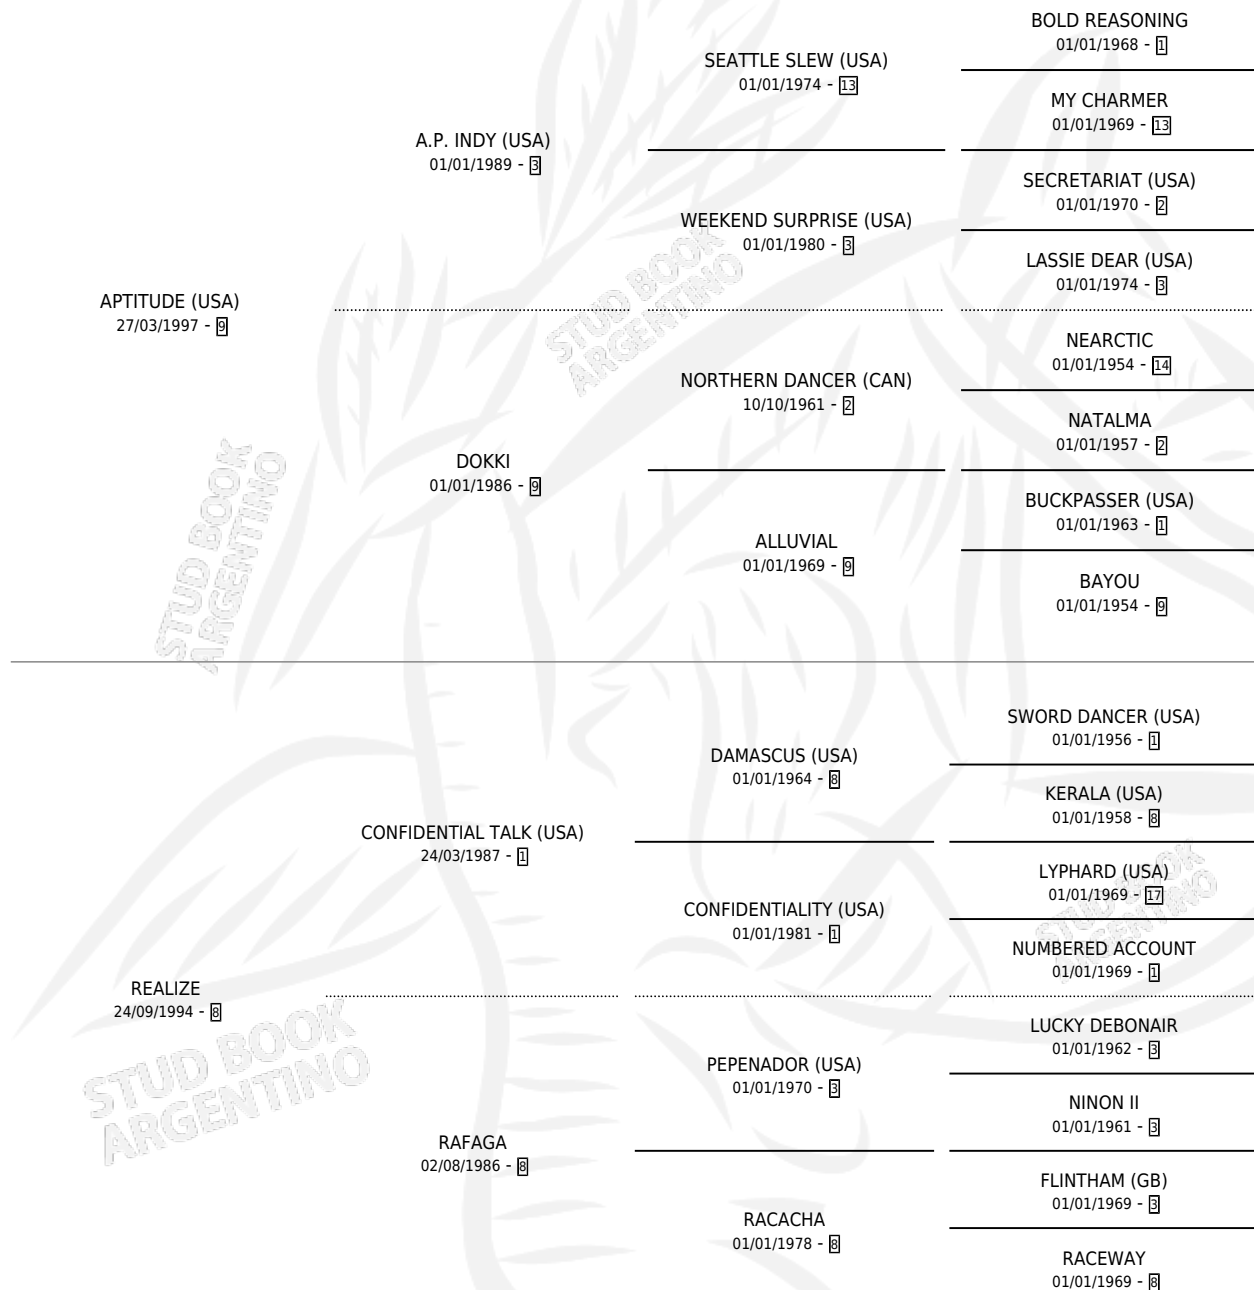 BOLD REASONING
01/01/1968 - 1
SEATTLE SLEW (USA)
01/01/1974 - 13
MY CHARMER
01/01/1969 - 13
A.P. INDY (USA)
01/01/1989 - 3
SECRETARIAT (USA)
01/01/1970 - 2
WEEKEND SURPRISE (USA)
01/01/1980 - 3
LASSIE DEAR (USA)
01/01/1974 - 3
APTITUDE (USA)
27/03/1997 - 9
NEARCTIC
01/01/1954 - 14
NORTHERN DANCER (CAN)
10/10/1961 - 2
NATALMA
01/01/1957 - 2
DOKKI
01/01/1986 - 9
BUCKPASSER (USA)
01/01/1963 - 1
ALLUVIAL
01/01/1969 - 9
BAYOU
01/01/1954 - 9
SWORD DANCER (USA)
01/01/1956 - 1
DAMASCUS (USA)
01/01/1964 - 8
KERALA (USA)
01/01/1958 - 8
CONFIDENTIAL TALK (USA)
24/03/1987 - 1
LYPHARD (USA)
01/01/1969 - 17
CONFIDENTIALITY (USA)
01/01/1981 - 1
NUMBERED ACCOUNT
01/01/1969 - 1
REALIZE
24/09/1994 - 8
LUCKY DEBONAIR
01/01/1962 - 3
PEPENADOR (USA)
01/01/1970 - 3
NINON II
01/01/1961 - 3
RAFAGA
02/08/1986 - 8
FLINTHAM (GB)
01/01/1969 - 3
RACACHA
01/01/1978 - 8
RACEWAY
01/01/1969 - 8
STUD BOOK
ARGENTINO
STUD BOOK
ARGENTINO
STUD BOOK
ARGENTINO
STUD BOOK
ARGENTINO